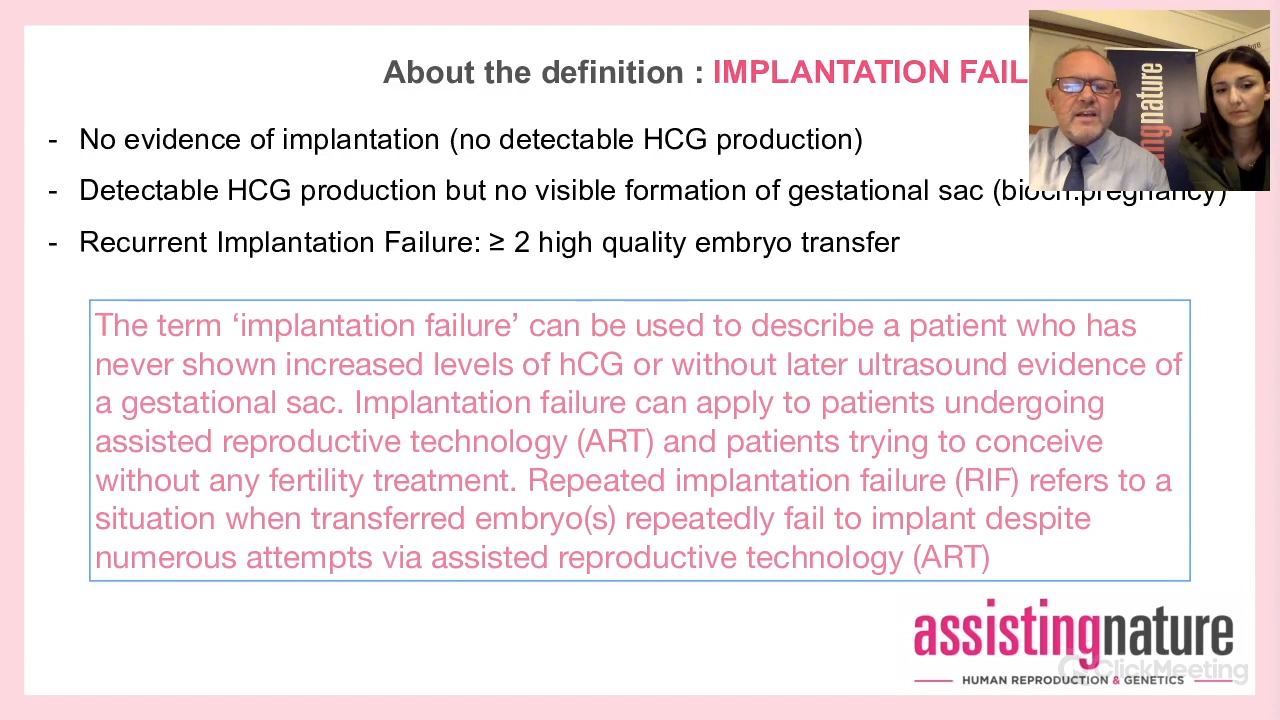 About the definition : IMPLANTATION FAIL
- No evidence of implantation (no detectable HCG production)
- Detectable HCG production but no visible formation of gestational sac (bioch.pregnancy)
- Recurrent Implantation Failure: ≥ 2 high quality embryo transfer
The term ‘implantation failure’ can be used to describe a patient who has
never shown increased levels of hCG or without later ultrasound evidence of
a gestational sac. Implantation failure can apply to patients undergoing
assisted reproductive technology (ART) and patients trying to conceive
without any fertility treatment. Repeated implantation failure (RIF) refers to a
situation when transferred embryo(s) repeatedly fail to implant despite
numerous attempts via assisted reproductive technology (ART)
assistingnature
ClickMeeting
HUMAN REPRODUCTION & GENETICS
ngnature